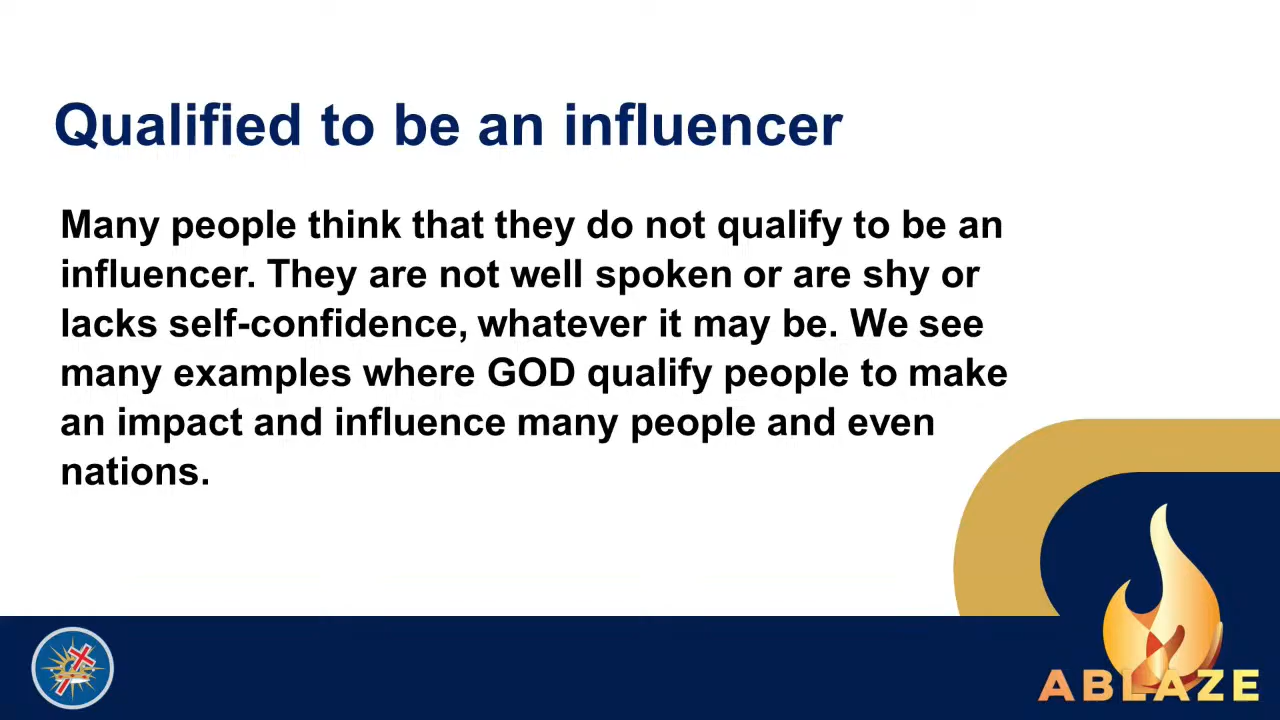 Qualified to be an influencer
Many people think that they do not qualify to be an
influencer. They are not well spoken or are shy or
lacks self-confidence, whatever it may be. We see
many examples where GOD qualify people to make
an impact and influence many people and even
nations.
ABLAZE